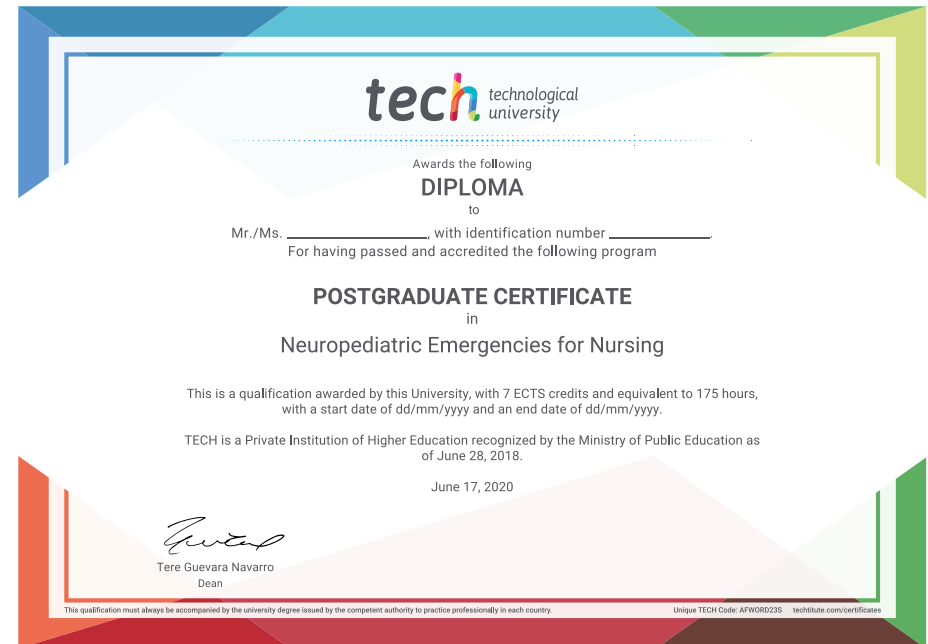 tech technological
university
Awards the following
DIPLOMA
to
Mr./Ms. _________________, with identification number ____________.
For having passed and accredited the following program
POSTGRADUATE CERTIFICATE
in
Neuropediatric Emergencies for Nursing
This is a qualification awarded by this University, with 7 ECTS credits and equivalent to 175 hours,
with a start date of dd/mm/yyyy and an end date of dd/mm/yyyy.
TECH is a Private Institution of Higher Education recognized by the Ministry of Public Education as
of June 28, 2018.
June 17, 2020
Tere Guevara Navarro
Dean
This qualification must always be accompanied by the university degree issued by the competent authority to practice professionally in each country. Unique TECH Code: AFWORD23S techtitute.com/certificates